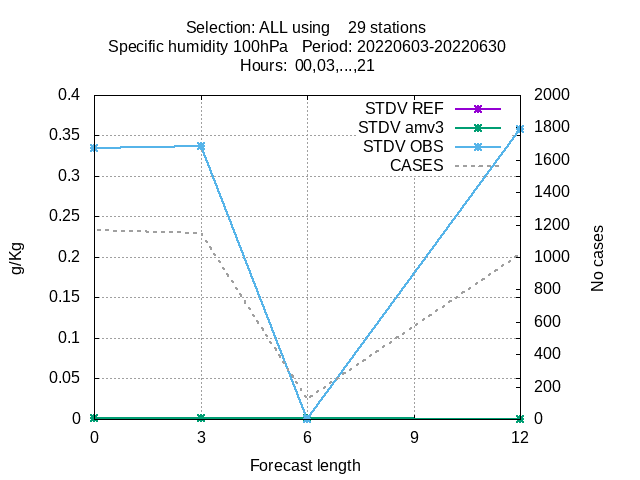 Selection: ALL using    29 stations
Specific humidity 100hPa   Period: 20220603-20220630
Hours: 00,03,...,21
STDV REF
STDV amv3
STDV OBS
CASES
0.4
0.35
0.3
0.25
0.2
0.15
0.1
0.05
0
2000
1800
1600
1400
1200
1000
800
600
400
200
0
g/Kg
No cases
0 3 6 9 12
Forecast length